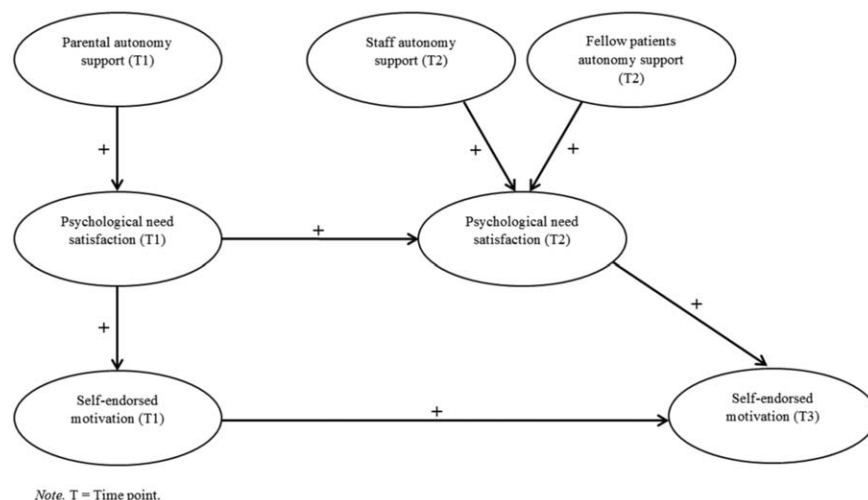 Parental autonomy
support (T1)
Staff autonomy
support (T2)
Fellow patients
autonomy support
(T2)
+
+
+
Psychological need
satisfaction (T1)
+
Psychological need
satisfaction (T2)
+
+
Self-endorsed
motivation (T1)
+
Self-endorsed
motivation (T3)
Note. T = Time point.